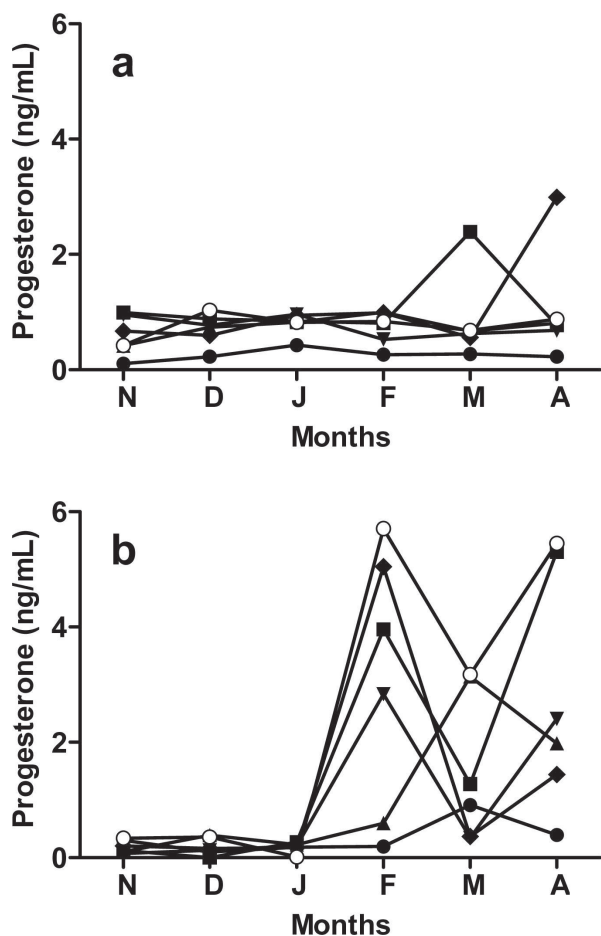 a
Progesterone (ng/mL)
6
4
2
0
N D J F M A
Months
b
Progesterone (ng/mL)
6
4
2
0
N D J F M A
Months